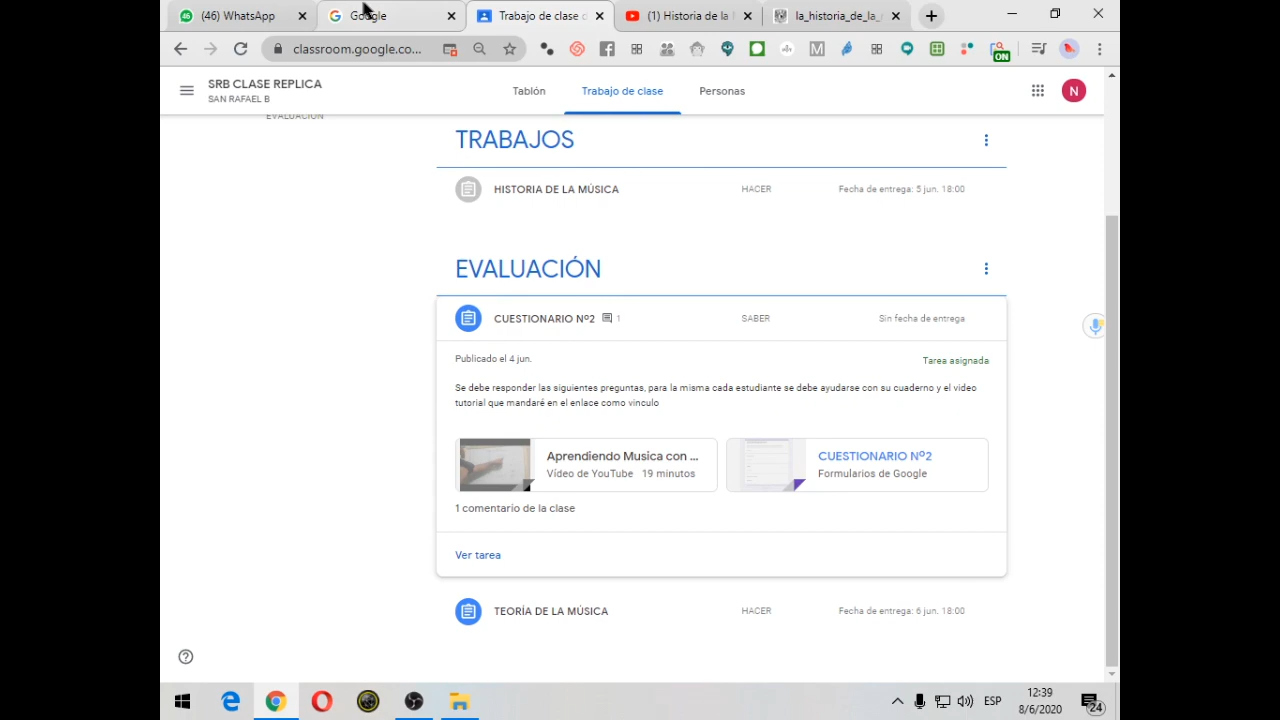 (46) WhatsApp
Google
Trabajo de clase
(1) Historia de la
la_historia_de_la_
classroom.google.co...
ON
SRB CLASE REPLICA
SAN RAFAEL B
Tablón
Trabajo de clase
Personas
N
EVALUACIÓN
TRABAJOS
HISTORIA DE LA MÚSICA
HACER
Fecha de entrega: 5 jun. 18:00
EVALUACIÓN
CUESTIONARIO Nº2
1
SABER
Sin fecha de entrega
Publicado el 4 jun.
Tarea asignada
Se debe responder las siguientes preguntas, para la misma cada estudiante se debe ayudarse con su cuaderno y el video
tutorial que mandaré en el enlace como vinculo
Aprendiendo Musica con ...
Vídeo de YouTube 19 minutos
CUESTIONARIO Nº2
Formularios de Google
1 comentario de la clase
Ver tarea
TEORÍA DE LA MÚSICA
HACER
Fecha de entrega: 6 jun. 18:00
ESP
12:39
8/6/2020
24